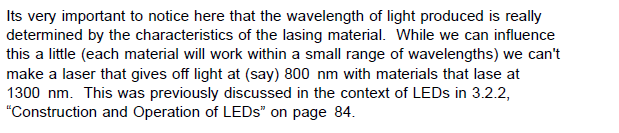 Its very important to notice here that the wavelength of light produced is really
determined by the characteristics of the lasing material.  While we can influence
this a little (each material will work within a small range of wavelengths) we can't
make a laser that gives off light at (say) 800 nm with materials that lase at
1300 nm.  This was previously discussed in the context of LEDs in 3.2.2,
“Construction and Operation of LEDs” on page 84.